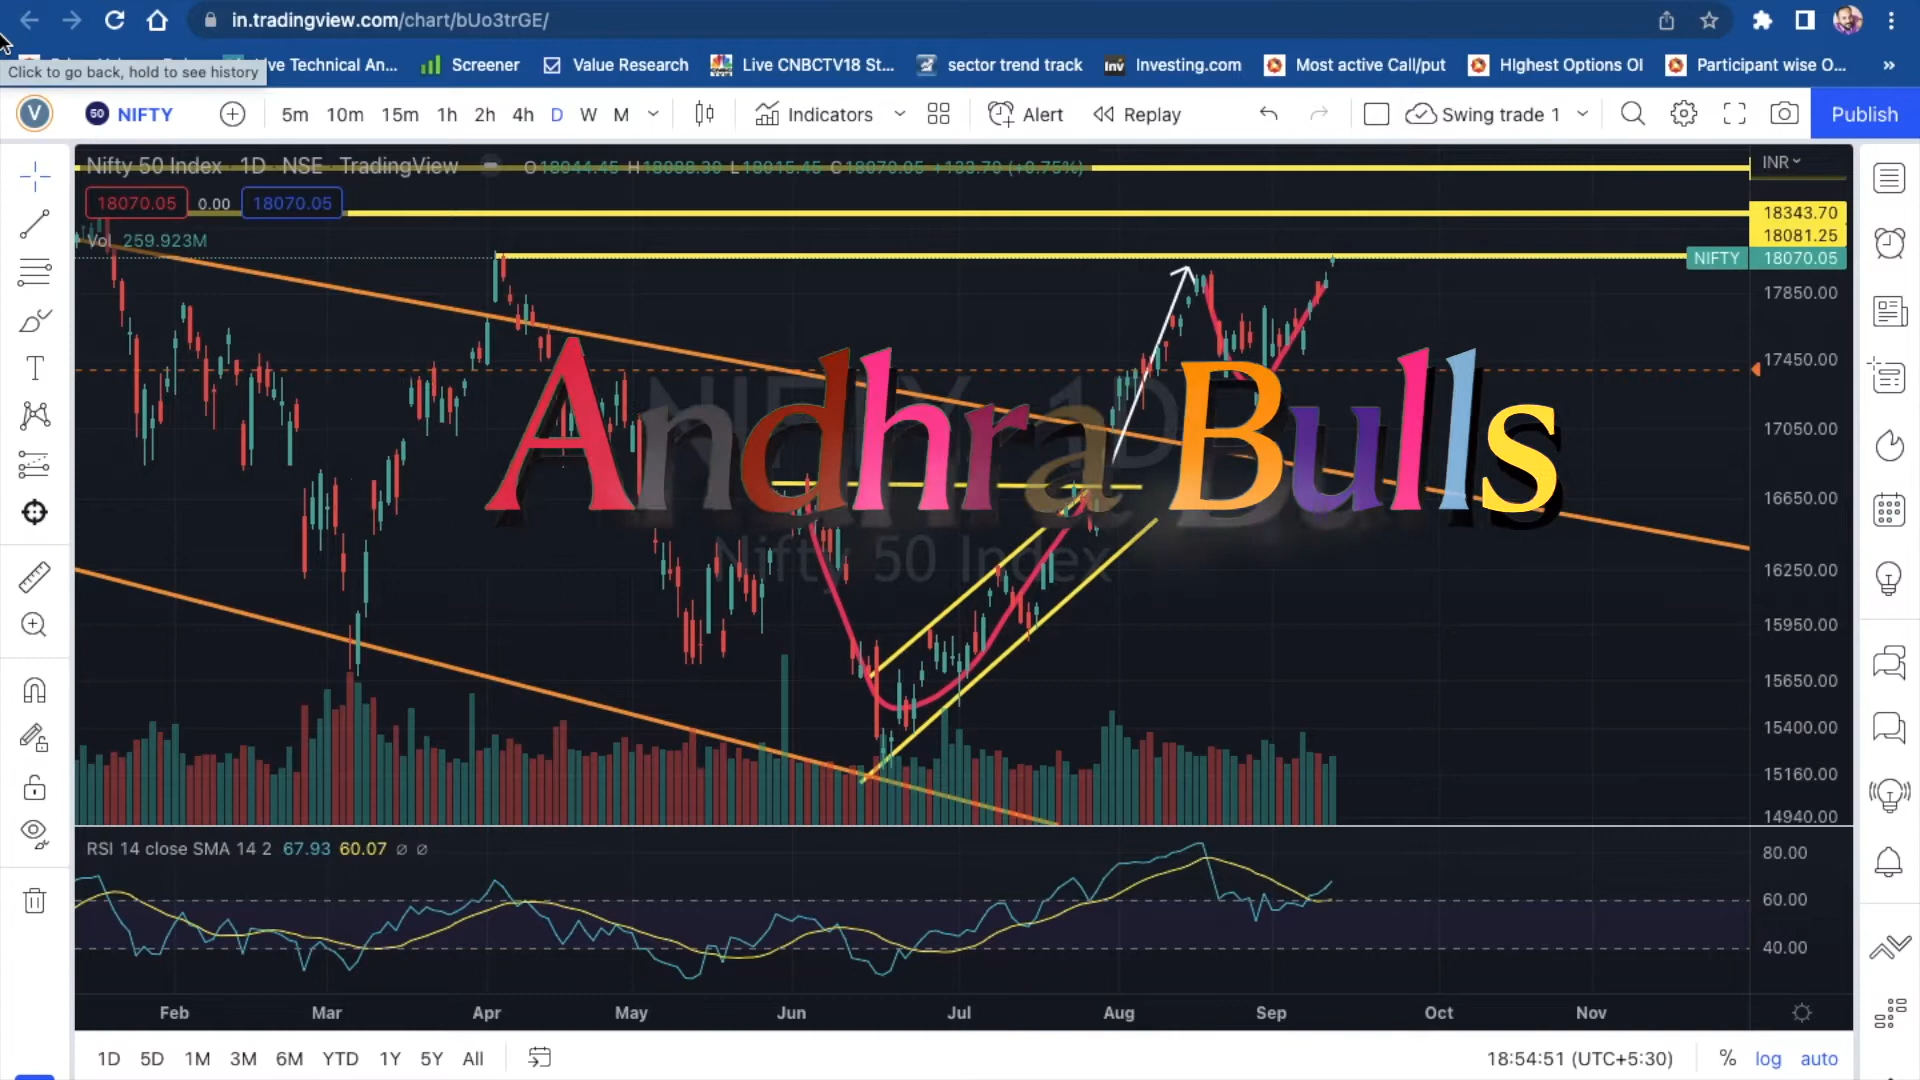 in.tradingview.com/chart/bUo3trGE/
Click to go back, hold to see history
ve Technical An...
Screener
Value Research
Live CNBCTV18 St...
sector trend track
Investing.com
Most active Call/put
HIghest Options OI
Participant wise O...
»
V
50 NIFTY
5m 10m 15m 1h 2h 4h D W M
Indicators
Alert
Replay
Swing trade 1
Publish
Nifty 50 Index · 1D · NSE · TradingView
INR
18070.05 0.00 18070.05
Vol 259.923M
18343.70
18081.25
NIFTY 18070.05
17850.00
17450.00
17050.00
16650.00
16250.00
15950.00
15650.00
15400.00
15160.00
14940.00
Andhra Bulls
NIFTY, 1D
Nifty 50 Index
RSI 14 close SMA 14 2 67.93 60.07 ∅ ∅
80.00
60.00
40.00
Feb Mar Apr May Jun Jul Aug Sep Oct Nov
1D 5D 1M 3M 6M YTD 1Y 5Y All
18:54:51 (UTC+5:30) % log auto